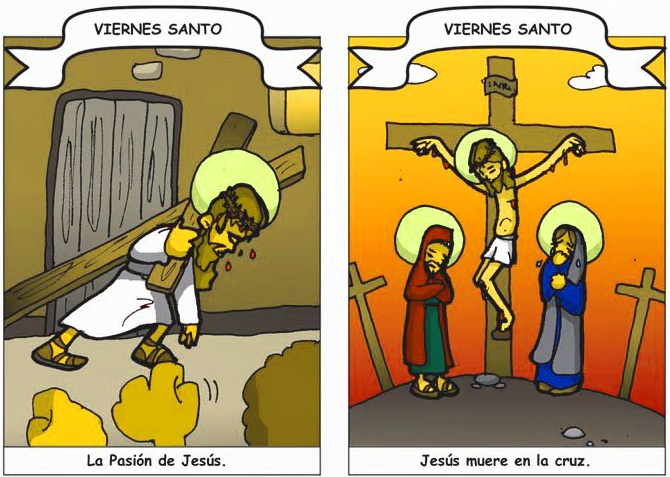 VIERNES SANTO
La Pasión de Jesús.
VIERNES SANTO
I.N.R.I.
Jesús muere en la cruz.